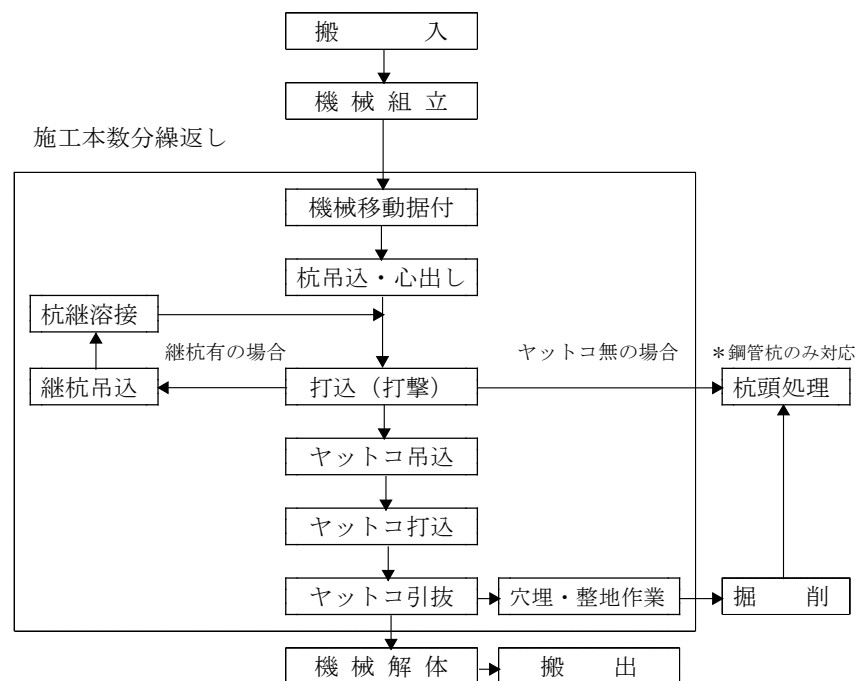 搬　　入
機 械 組 立
施工本数分繰返し
機械移動据付
杭吊込・心出し
杭継溶接
継杭有の場合
ヤットコ無の場合
＊鋼管杭のみ対応
継杭吊込
打込（打撃）
杭頭処理
ヤットコ吊込
ヤットコ打込
ヤットコ引抜
穴埋・整地作業
掘　　削
機 械 解 体
搬　　出